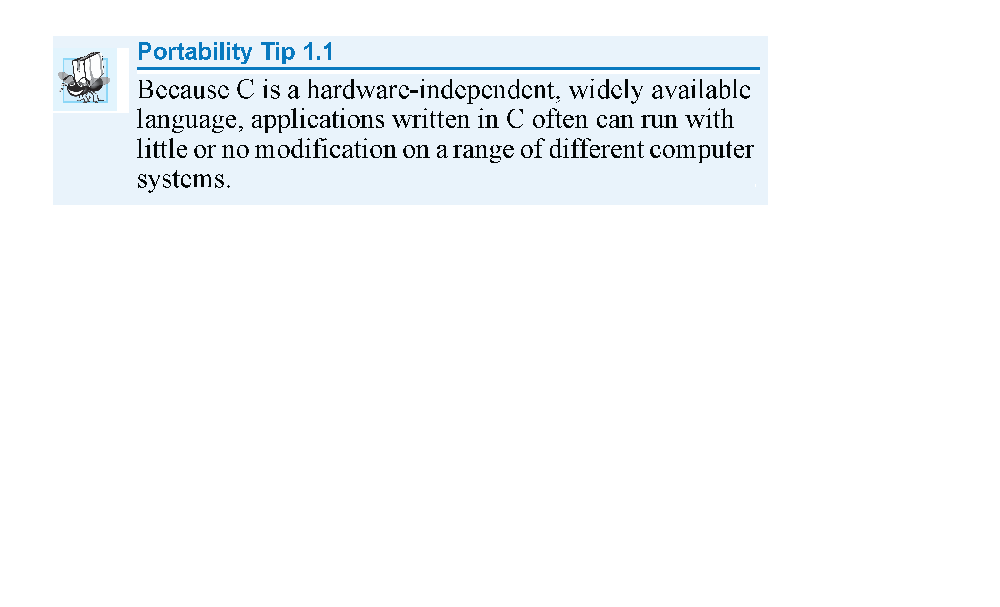 Portability Tip 1.1
Because C is a hardware-independent, widely available
language, applications written in C often can run with
little or no modification on a range of different computer
systems.